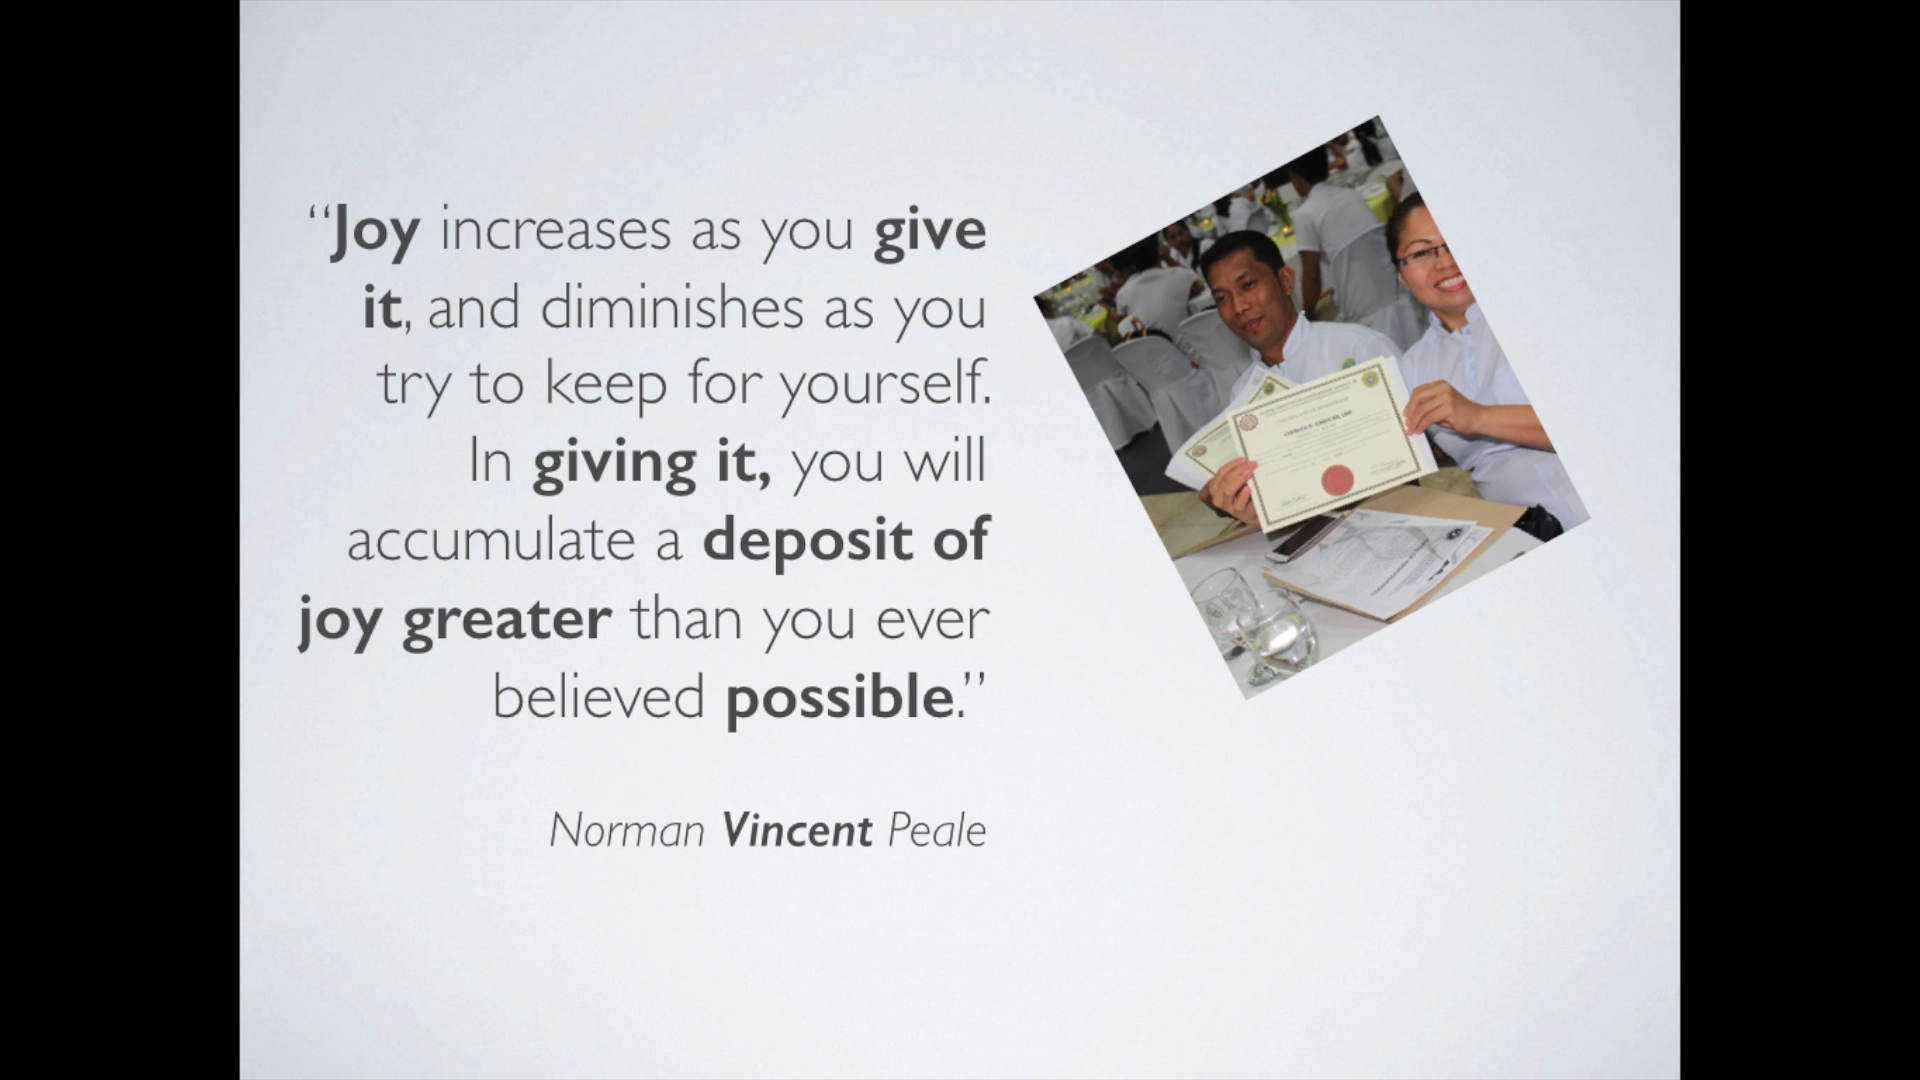 “Joy increases as you give
it, and diminishes as you
try to keep for yourself.
In giving it, you will
accumulate a deposit of
joy greater than you ever
believed possible.”
Norman Vincent Peale